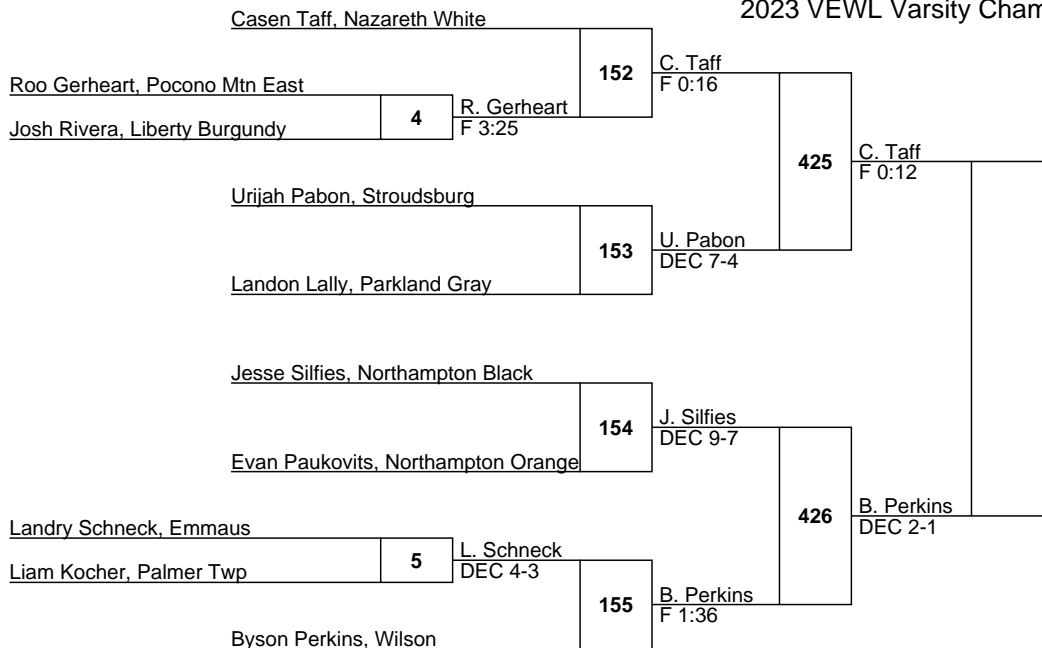 2023 VEWL Varsity Cham
Casen Taff, Nazareth White
152
C. Taff
F 0:16
Roo Gerheart, Pocono Mtn East
4
R. Gerheart
F 3:25
Josh Rivera, Liberty Burgundy
425
C. Taff
F 0:12
Urijah Pabon, Stroudsburg
153
U. Pabon
DEC 7-4
Landon Lally, Parkland Gray
Jesse Silfies, Northampton Black
154
J. Silfies
DEC 9-7
Evan Paukovits, Northampton Orange
426
B. Perkins
DEC 2-1
Landry Schneck, Emmaus
5
L. Schneck
DEC 4-3
Liam Kocher, Palmer Twp
155
B. Perkins
F 1:36
Byson Perkins, Wilson